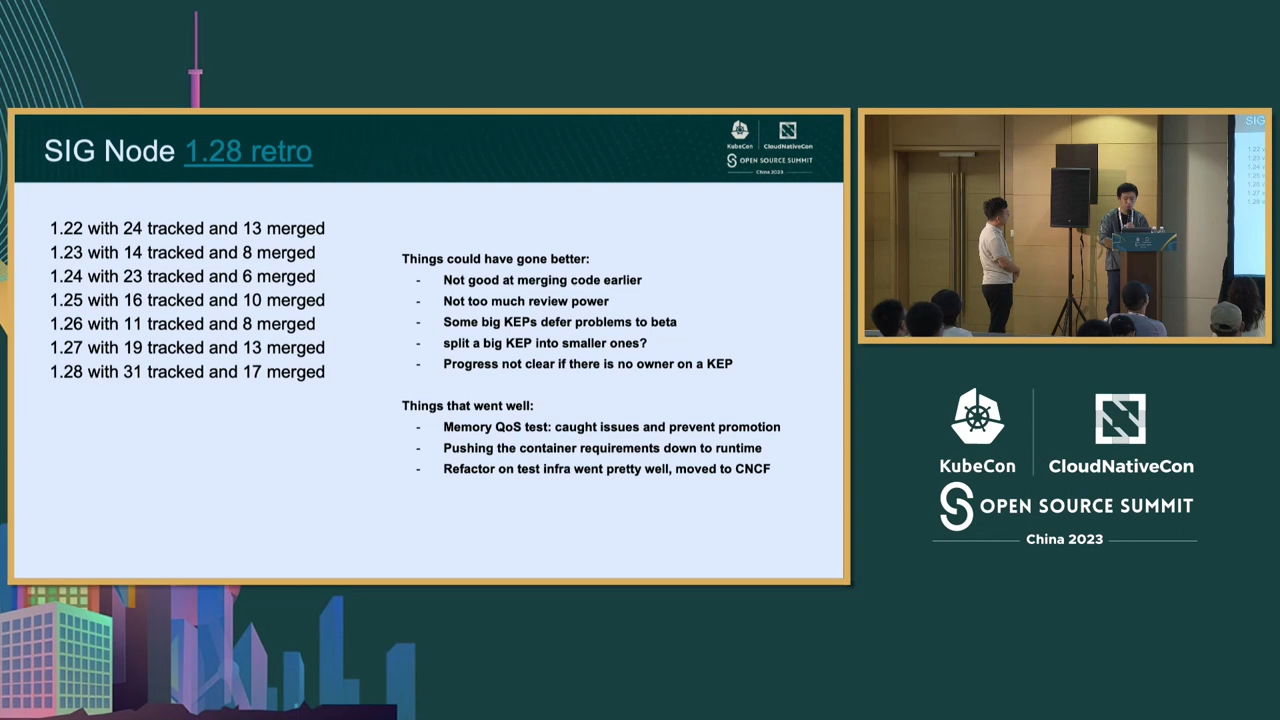 SIG Node 1.28 retro
KubeCon
CloudNativeCon
OPEN SOURCE SUMMIT
China 2023
1.22 with 24 tracked and 13 merged
1.23 with 14 tracked and 8 merged
1.24 with 23 tracked and 6 merged
1.25 with 16 tracked and 10 merged
1.26 with 11 tracked and 8 merged
1.27 with 19 tracked and 13 merged
1.28 with 31 tracked and 17 merged
Things could have gone better:
- Not good at merging code earlier
- Not too much review power
- Some big KEPs defer problems to beta
- split a big KEP into smaller ones?
- Progress not clear if there is no owner on a KEP
Things that went well:
- Memory QoS test: caught issues and prevent promotion
- Pushing the container requirements down to runtime
- Refactor on test infra went pretty well, moved to CNCF
SIG
KubeCon
CloudNativeCon
OPEN SOURCE SUMMIT
China 2023